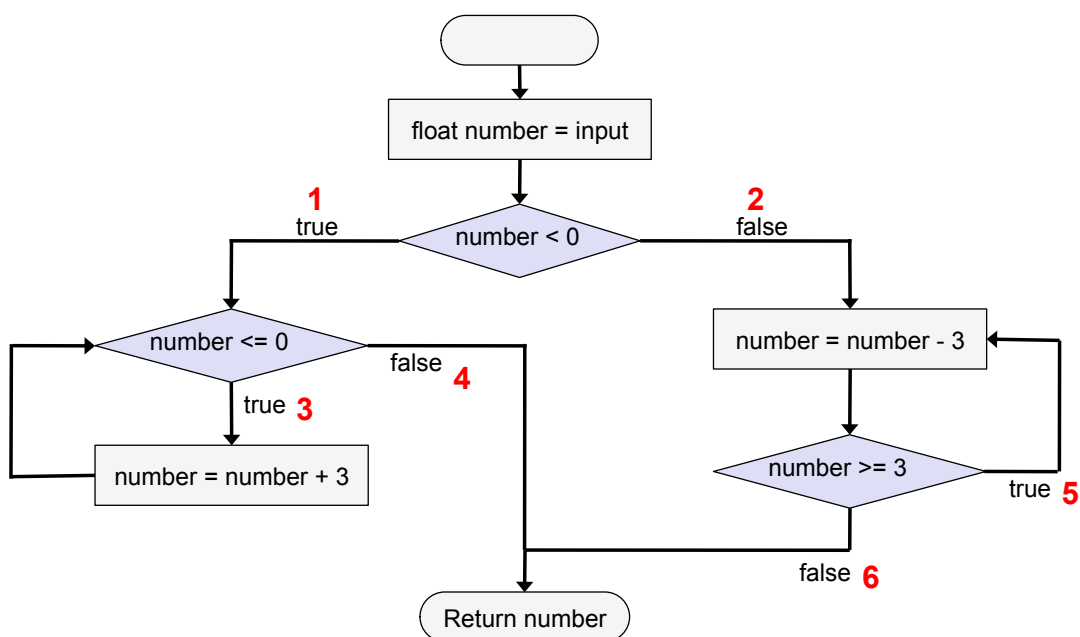 float number = input
1
true
2
false
number < 0
number <= 0
false 4
true 3
number = number + 3
number = number - 3
number >= 3
true 5
false 6
Return number